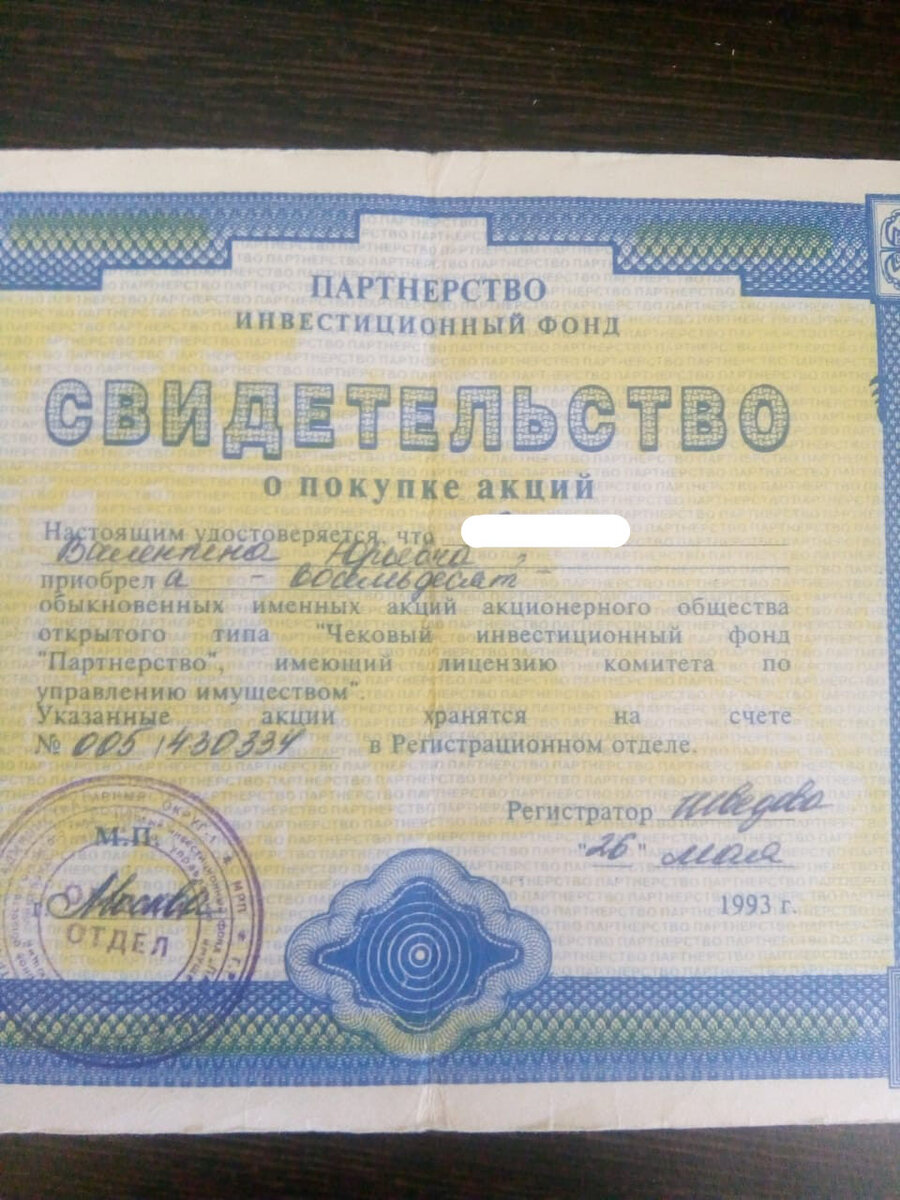 ПАРТНЕРСТВО
ИНВЕСТИЦИОННЫЙ ФОНД
СВИДЕТЕЛЬСТВО
о покупке акций
Настоящим удостоверяется, что
Валентина Юрьевна,
приобрел а - восемьдесят -
обыкновенных именных акций акционерного общества
открытого типа "Чековый инвестиционный фонд
"Партнерство", имеющий лицензию комитета по
управлению имуществом".
Указанные акции хранятся на счете
№ 005 1430334 в Регистрационном отделе.
Регистратор Шведова
М.П.
"26" мая
г. Москва
1993 г.
ОТДЕЛ